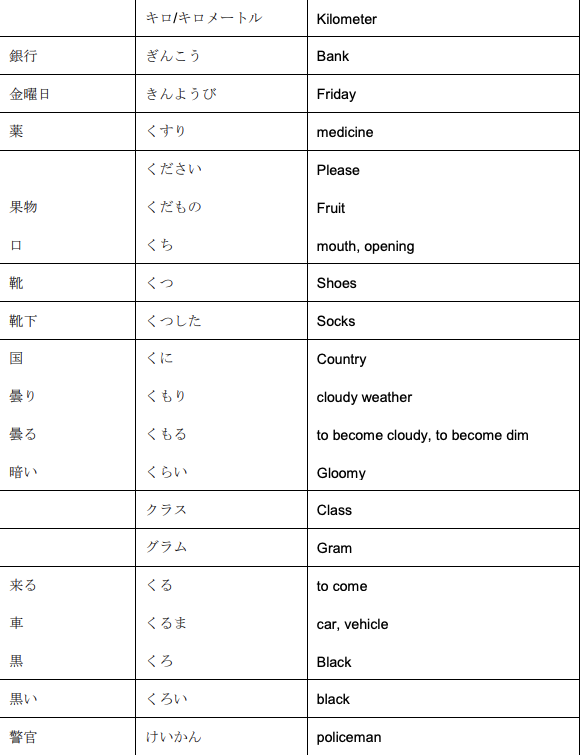 キロ/キロメートル Kilometer
銀行 ぎんこう Bank
金曜日 きんようび Friday
薬 くすり medicine
ください Please
果物 くだもの Fruit
口 くち mouth, opening
靴 くつ Shoes
靴下 くつした Socks
国 くに Country
曇り くもり cloudy weather
曇る くもる to become cloudy, to become dim
暗い くらい Gloomy
クラス Class
グラム Gram
来る くる to come
車 くるま car, vehicle
黒 くろ Black
黒い くろい black
警官 けいかん policeman